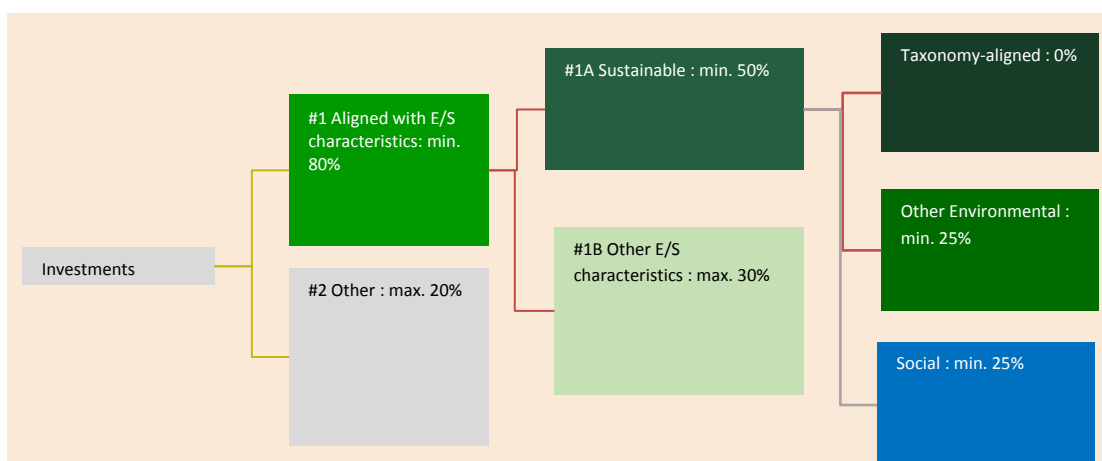 Investments
#1 Aligned with E/S
characteristics: min.
80%
#2 Other : max. 20%
#1A Sustainable : min. 50%
#1B Other E/S
characteristics : max. 30%
Taxonomy-aligned : 0%
Other Environmental :
min. 25%
Social : min. 25%